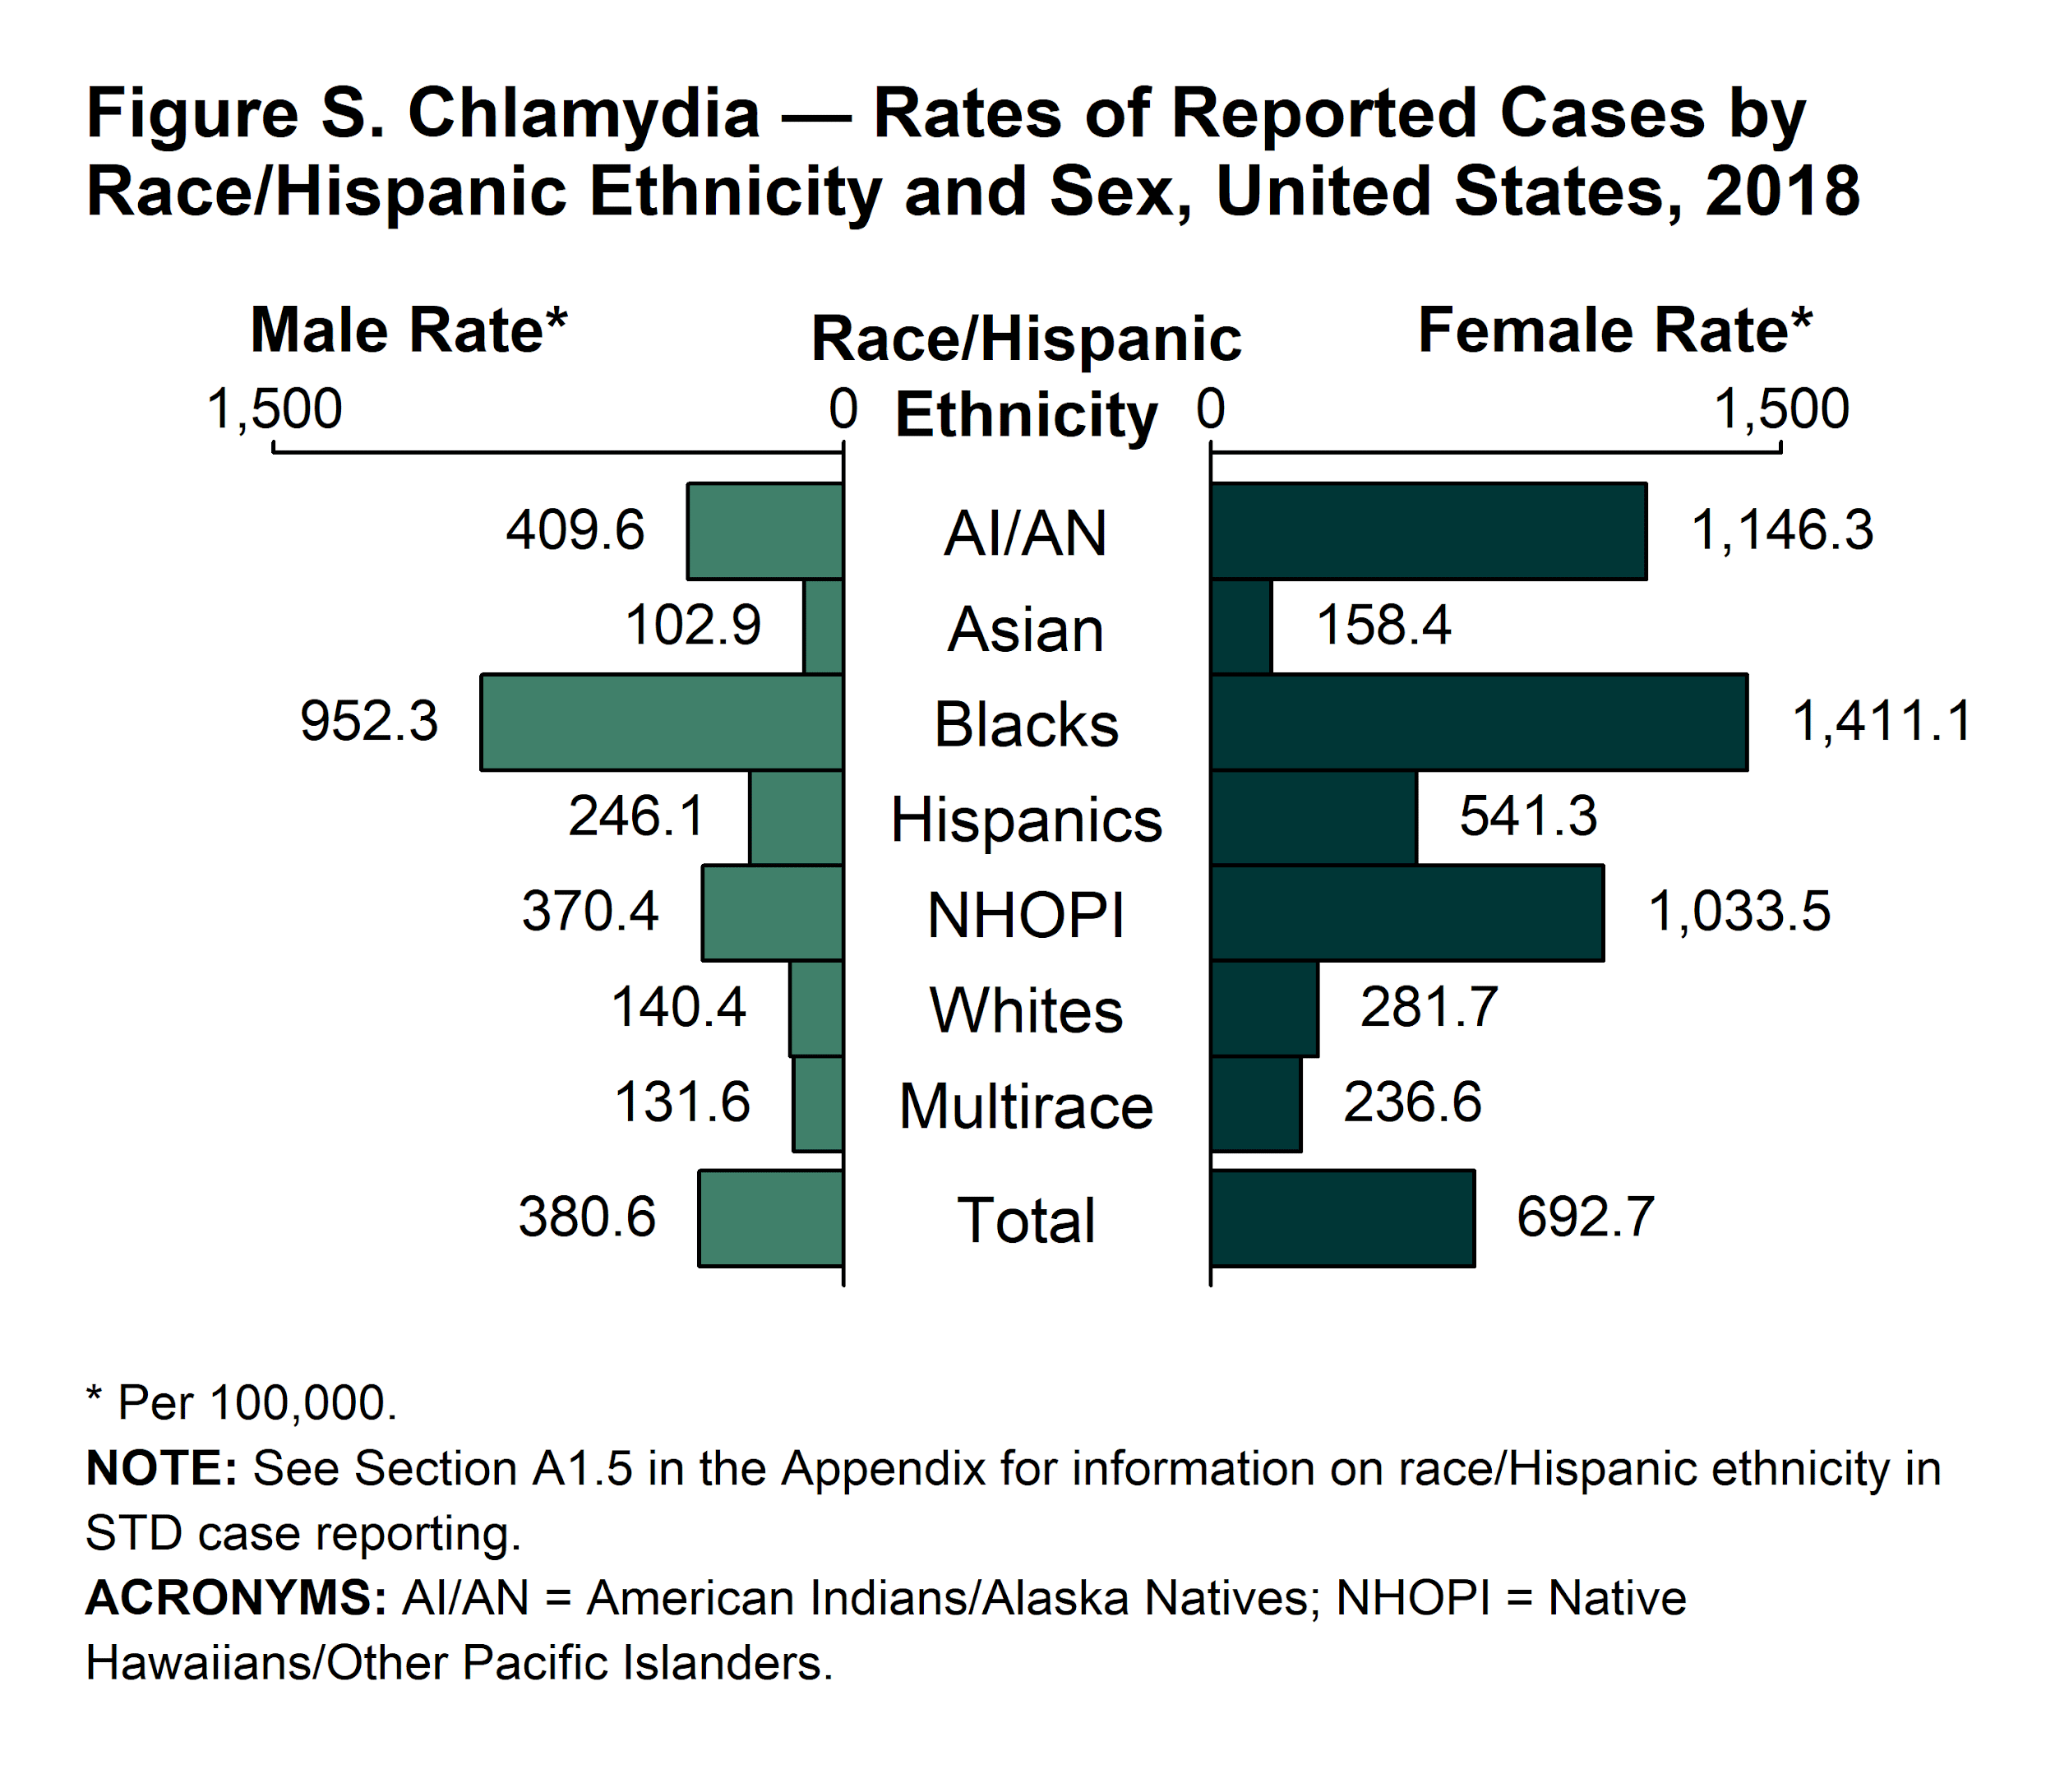 Figure S. Chlamydia — Rates of Reported Cases by
Race/Hispanic Ethnicity and Sex, United States, 2018
Male Rate*
Race/Hispanic
Ethnicity
Female Rate*
1,500 0 0 1,500
409.6 AI/AN 1,146.3
102.9 Asian 158.4
952.3 Blacks 1,411.1
246.1 Hispanics 541.3
370.4 NHOPI 1,033.5
140.4 Whites 281.7
131.6 Multirace 236.6
380.6 Total 692.7
* Per 100,000.
NOTE: See Section A1.5 in the Appendix for information on race/Hispanic ethnicity in
STD case reporting.
ACRONYMS: AI/AN = American Indians/Alaska Natives; NHOPI = Native
Hawaiians/Other Pacific Islanders.